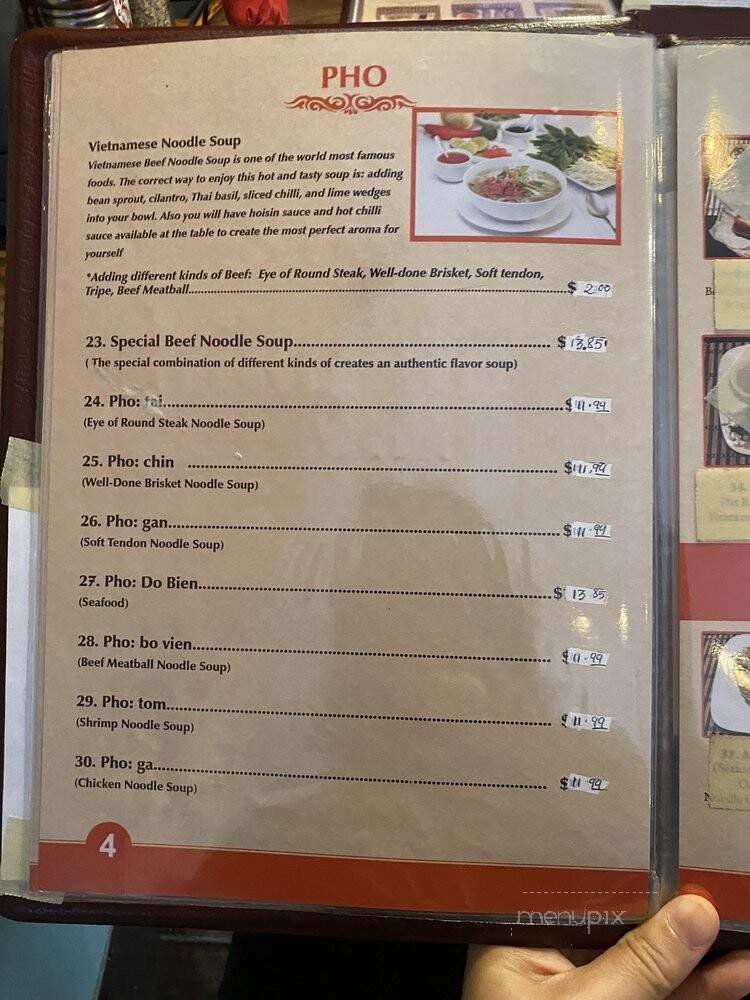 PHO
Vietnamese Noodle Soup
Vietnamese Beef Noodle Soup is one of the world most famous
foods. The correct way to enjoy this hot and tasty soup is: adding
bean sprout, cilantro, Thai basil, sliced chilli, and lime wedges
into your bowl. Also you will have hoisin sauce and hot chilli
sauce available at the table to create the most perfect aroma for
yourself
*Adding different kinds of Beef: Eye of Round Steak, Well-done Brisket, Soft tendon,
Tripe, Beef Meatball........ $ 2.00
23. Special Beef Noodle Soup........ $ 13.85
( The special combination of different kinds of creates an authentic flavor soup)
24. Pho: tai........ $ 11.99
(Eye of Round Steak Noodle Soup)
25. Pho: chin ........ $ 11.99
(Well-Done Brisket Noodle Soup)
26. Pho: gan........ $ 11.99
(Soft Tendon Noodle Soup)
27. Pho: Do Bien........ $ 13.85
(Seafood)
28. Pho: bo vien........ $ 11.99
(Beef Meatball Noodle Soup)
29. Pho: tom........ $ 11.99
(Shrimp Noodle Soup)
30. Pho: ga........ $ 11.99
(Chicken Noodle Soup)
4
menupix